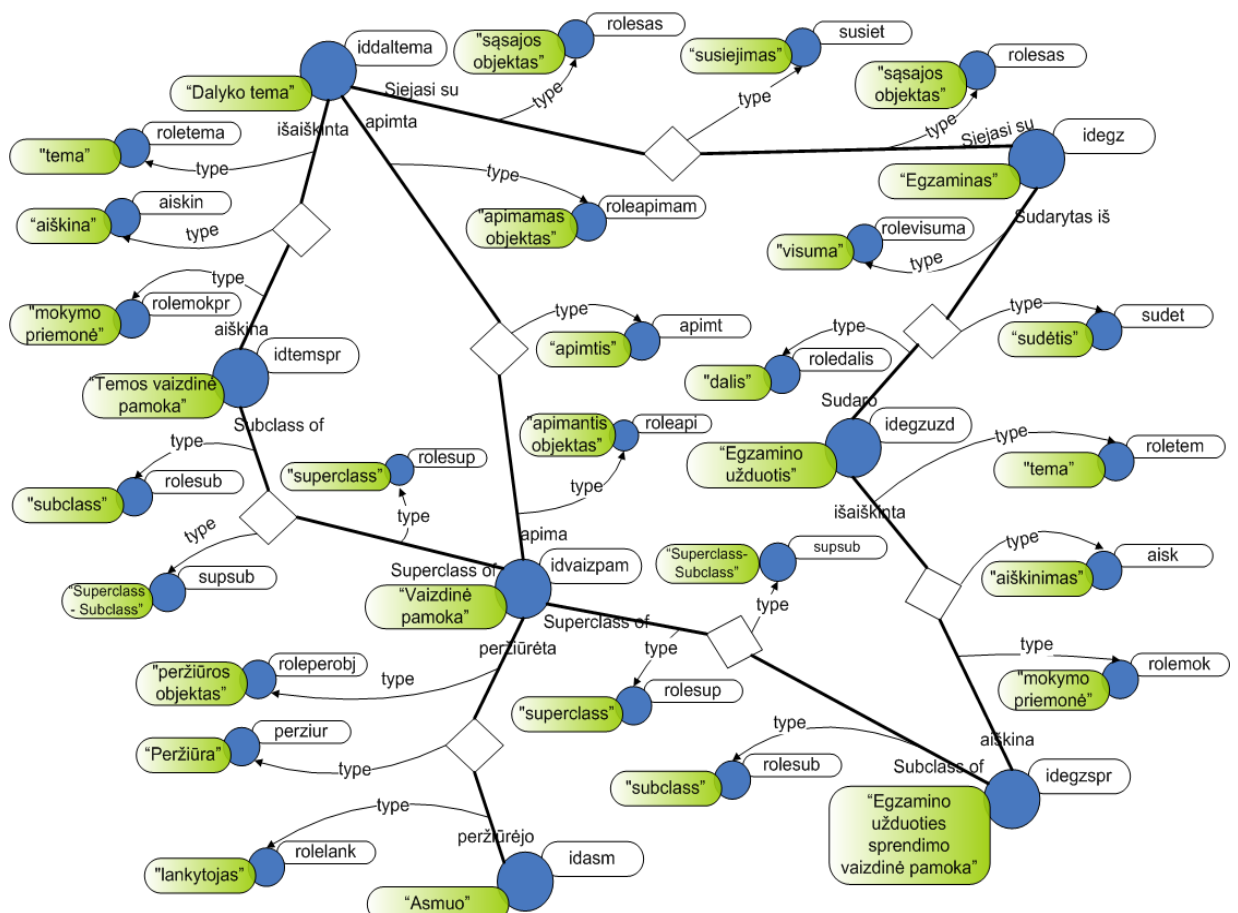 iddaltema
"Dalyko tema"
"sąsajos
objektas"
rolesas
"susiejimas"
susiet
"sąsajos
objektas"
rolesas
Siejasi su
type
type
type
Siejasi su
idegz
"Egzaminas"
Sudarytas iš
išaiškinta
apimta
"tema"
roletema
type
type
"apimamas
objektas"
roleapimam
"aiškina"
aiskin
type
"visuma"
rolevisuma
type
type
"mokymo
priemonė"
rolemokpr
aiškina
type
"apimtis"
apimt
type
"sudėtis"
sudet
type
"dalis"
roledalis
Sudaro
idtemspr
"Temos vaizdinė
pamoka"
Subclass of
"apimantis
objektas"
roleapi
type
idegzuzd
"Egzamino
užduotis"
type
"tema"
roletem
type
"subclass"
rolesub
"superclass"
rolesup
type
išaiškinta
type
"Superclass
- Subclass"
supsub
apima
Superclass of
idvaizpam
"Vaizdinė
pamoka"
Superclass of
"Superclass-
Subclass"
supsub
type
type
"aiškinimas"
aisk
peržiūrėta
"peržiūros
objektas"
roleperobj
type
type
"superclass"
rolesup
type
"mokymo
priemonė"
rolemok
"Peržiūra"
perziur
type
type
"subclass"
rolesub
aiškina
Subclass of
idegzspr
"Egzamino
užduoties
sprendimo
vaizdinė pamoka"
type
"lankytojas"
rolelank
peržiūrėjo
idasm
"Asmuo"